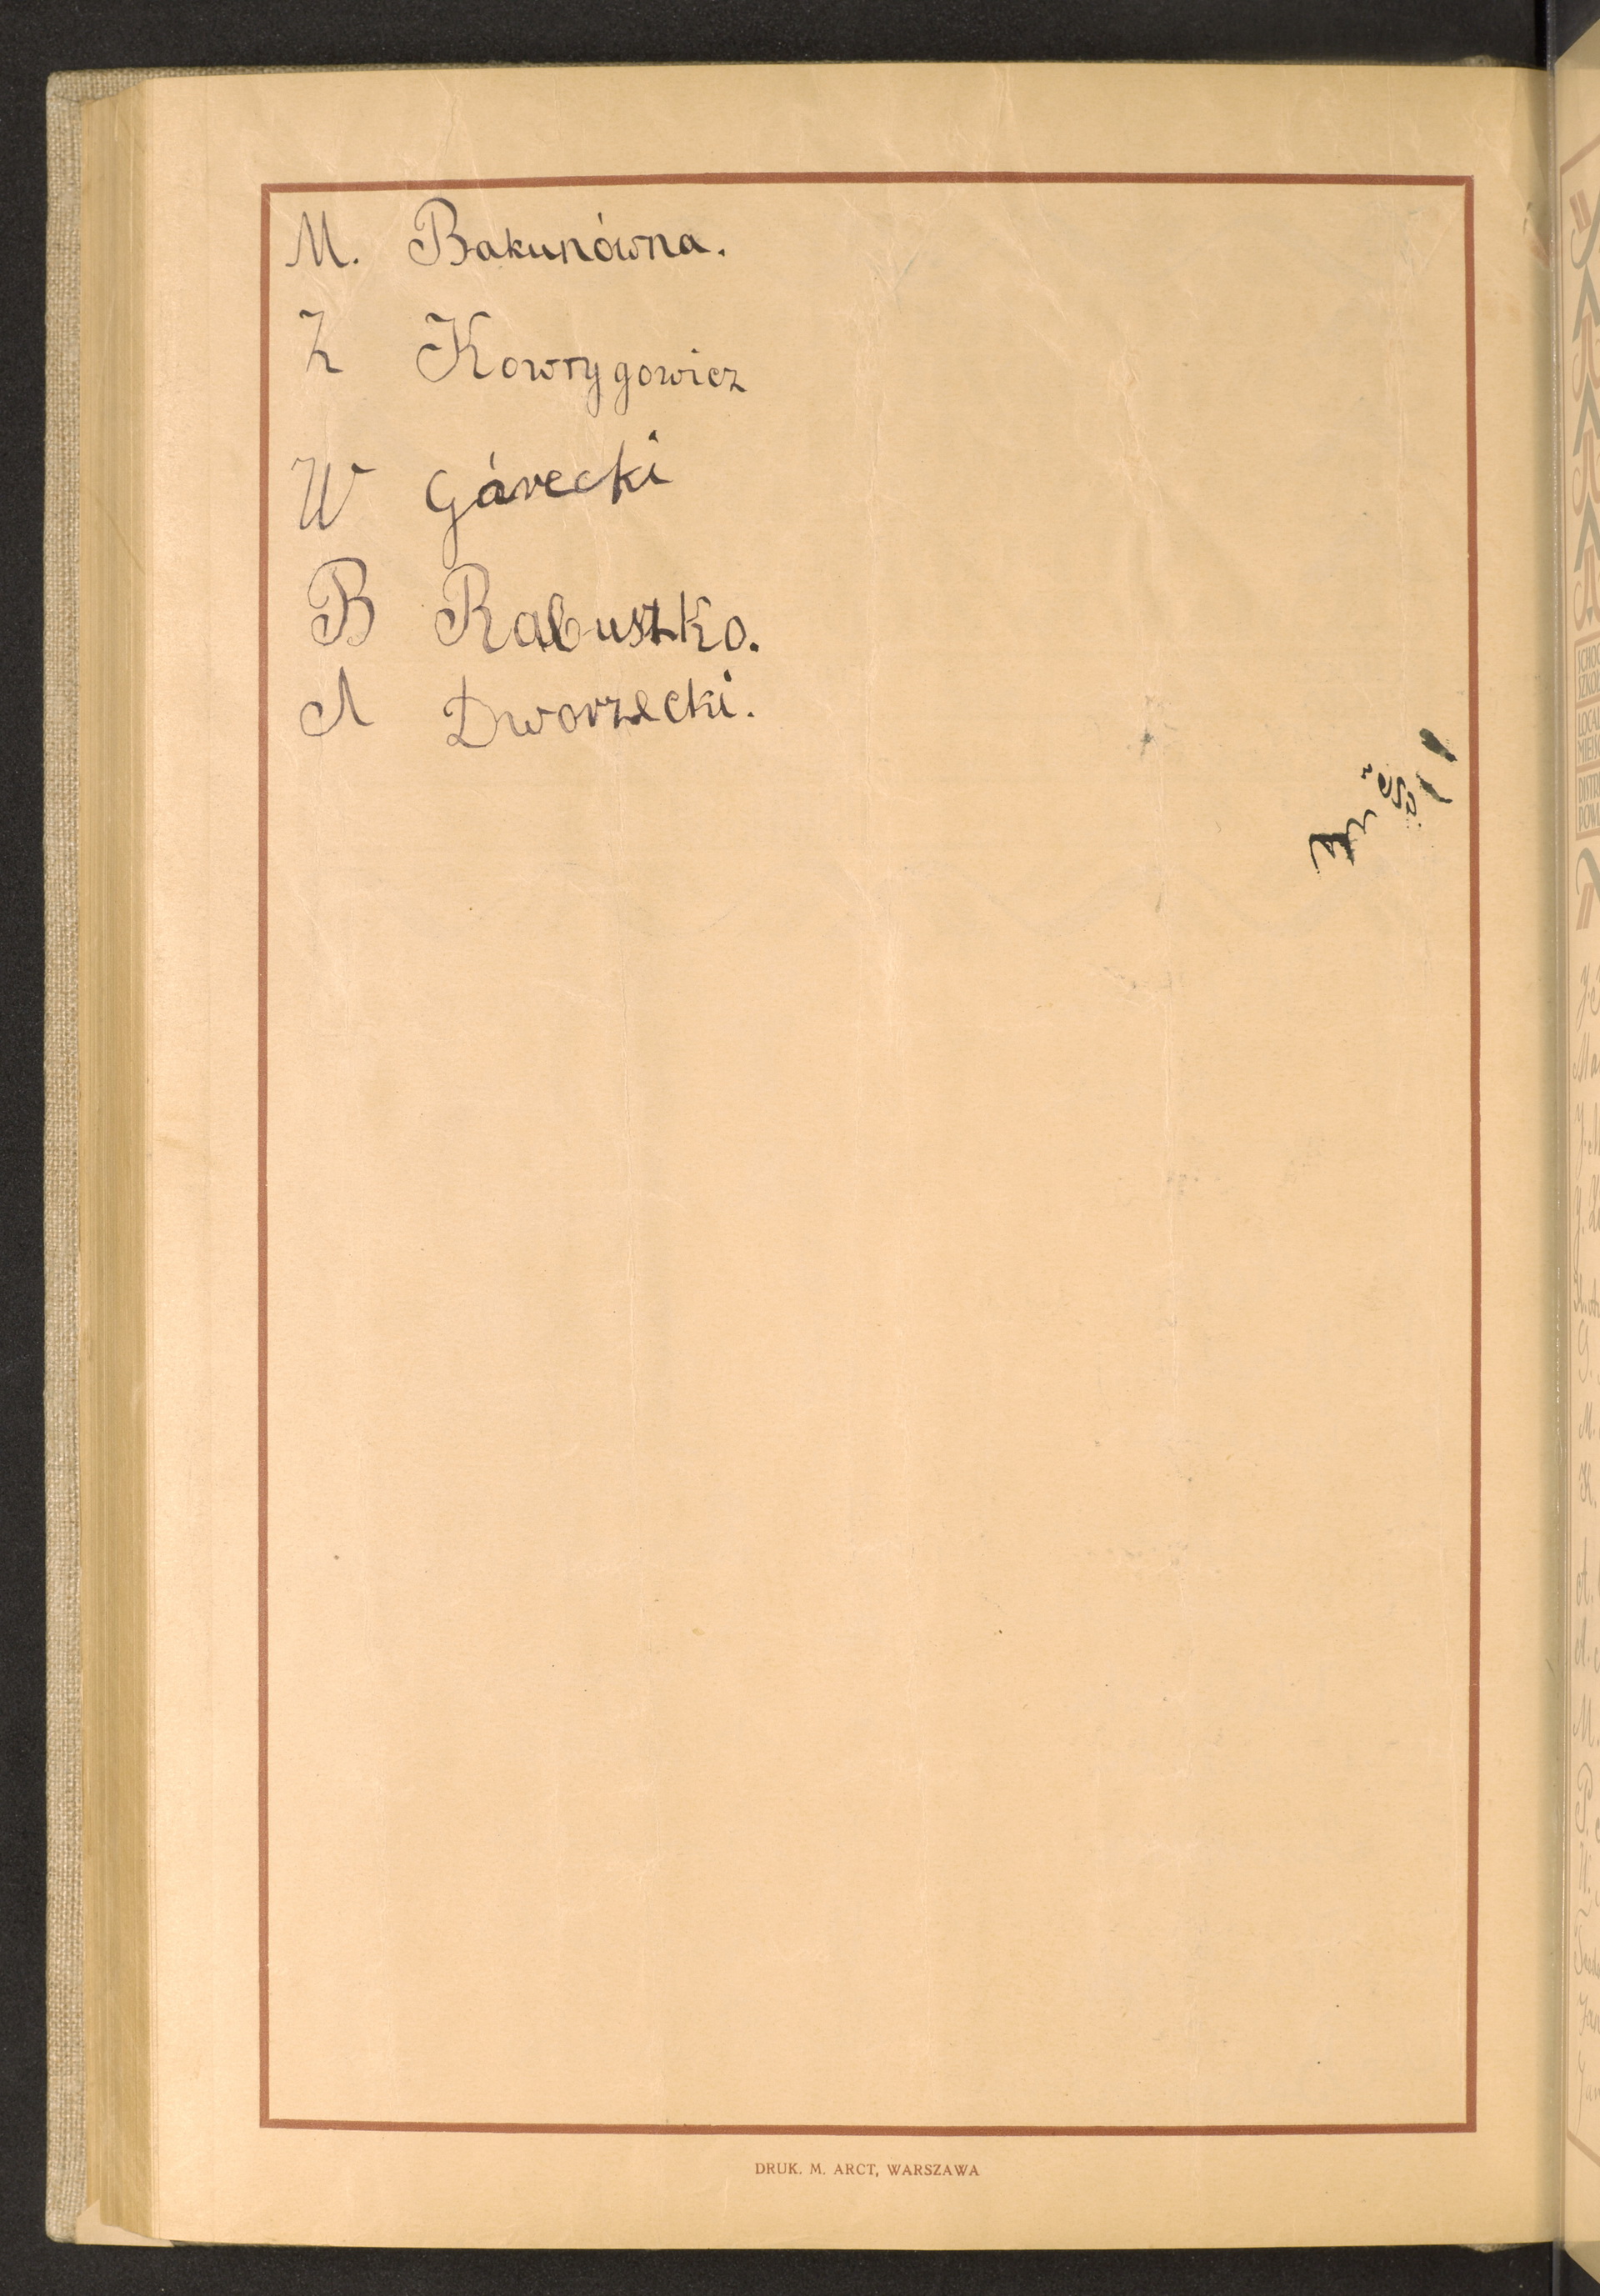 M. Bakunówna.
Z Kowrygowicz
W Górecki
B Rabuszko.
A Dworzecki.
DRUK. M. ARCT, WARSZAWA